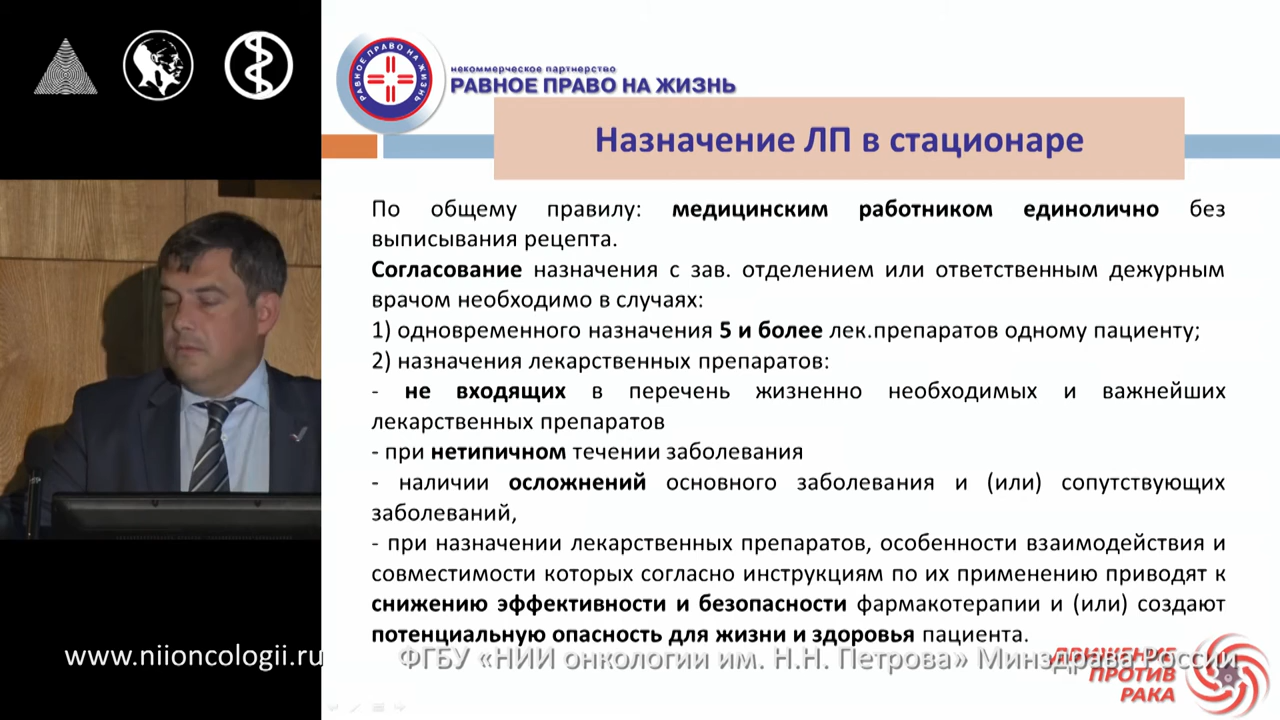 РАВНОЕ ПРАВО НА ЖИЗНЬ
некоммерческое партнерство
РАВНОЕ ПРАВО НА ЖИЗНЬ
Назначение ЛП в стационаре
По общему правилу: медицинским работником единолично без
выписывания рецепта.
Согласование назначения с зав. отделением или ответственным дежурным
врачом необходимо в случаях:
1) одновременного назначения 5 и более лек.препаратов одному пациенту;
2) назначения лекарственных препаратов:
- не входящих в перечень жизненно необходимых и важнейших
лекарственных препаратов
- при нетипичном течении заболевания
- наличии осложнений основного заболевания и (или) сопутствующих
заболеваний,
- при назначении лекарственных препаратов, особенности взаимодействия и
совместимости которых согласно инструкциям по их применению приводят к
снижению эффективности и безопасности фармакотерапии и (или) создают
потенциальную опасность для жизни и здоровья пациента.
www.niioncologii.ru
ФГБУ «НИИ онкологии им. Н.Н. Петрова» Минздрава России
ДВИЖЕНИЕ
ПРОТИВ
РАКА